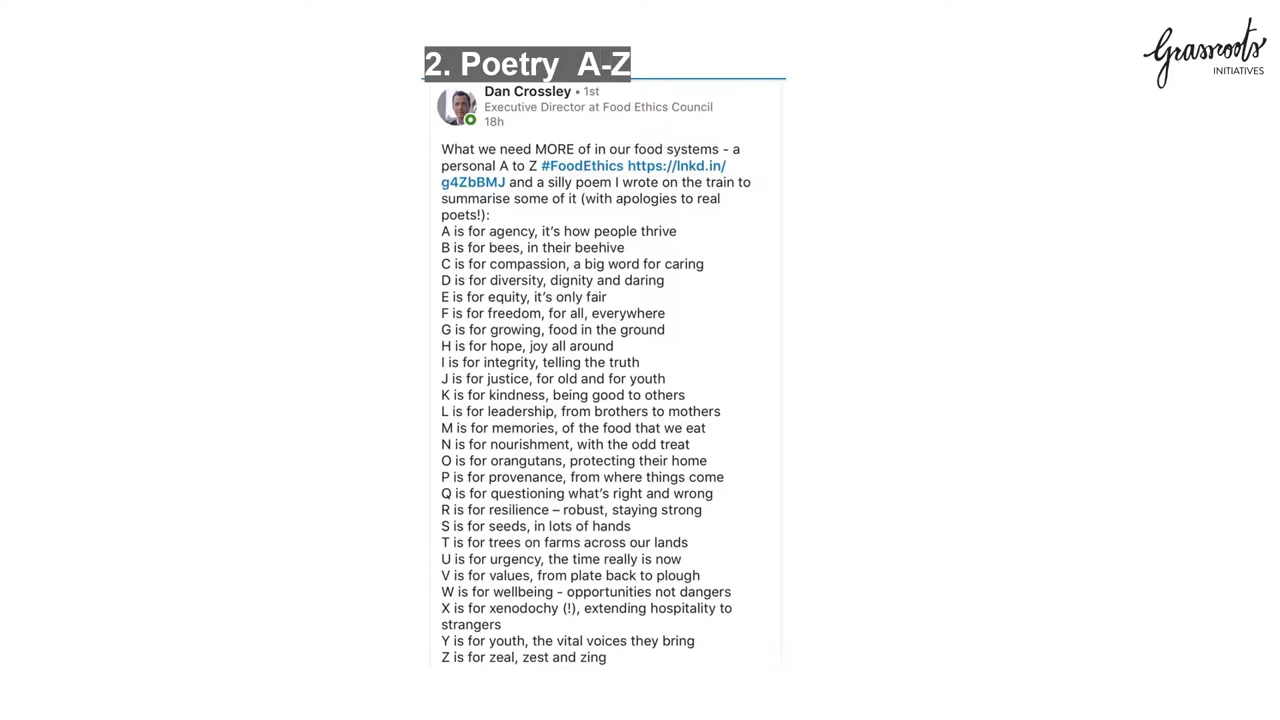 2. Poetry A-Z
Grassroots
INITIATIVES
Dan Crossley • 1st
Executive Director at Food Ethics Council
18h
What we need MORE of in our food systems - a
personal A to Z #FoodEthics https://lnkd.in/
g4ZbBMJ and a silly poem I wrote on the train to
summarise some of it (with apologies to real
poets!):
A is for agency, it’s how people thrive
B is for bees, in their beehive
C is for compassion, a big word for caring
D is for diversity, dignity and daring
E is for equity, it’s only fair
F is for freedom, for all, everywhere
G is for growing, food in the ground
H is for hope, joy all around
I is for integrity, telling the truth
J is for justice, for old and for youth
K is for kindness, being good to others
L is for leadership, from brothers to mothers
M is for memories, of the food that we eat
N is for nourishment, with the odd treat
O is for orangutans, protecting their home
P is for provenance, from where things come
Q is for questioning what’s right and wrong
R is for resilience – robust, staying strong
S is for seeds, in lots of hands
T is for trees on farms across our lands
U is for urgency, the time really is now
V is for values, from plate back to plough
W is for wellbeing - opportunities not dangers
X is for xenodochy (!), extending hospitality to
strangers
Y is for youth, the vital voices they bring
Z is for zeal, zest and zing